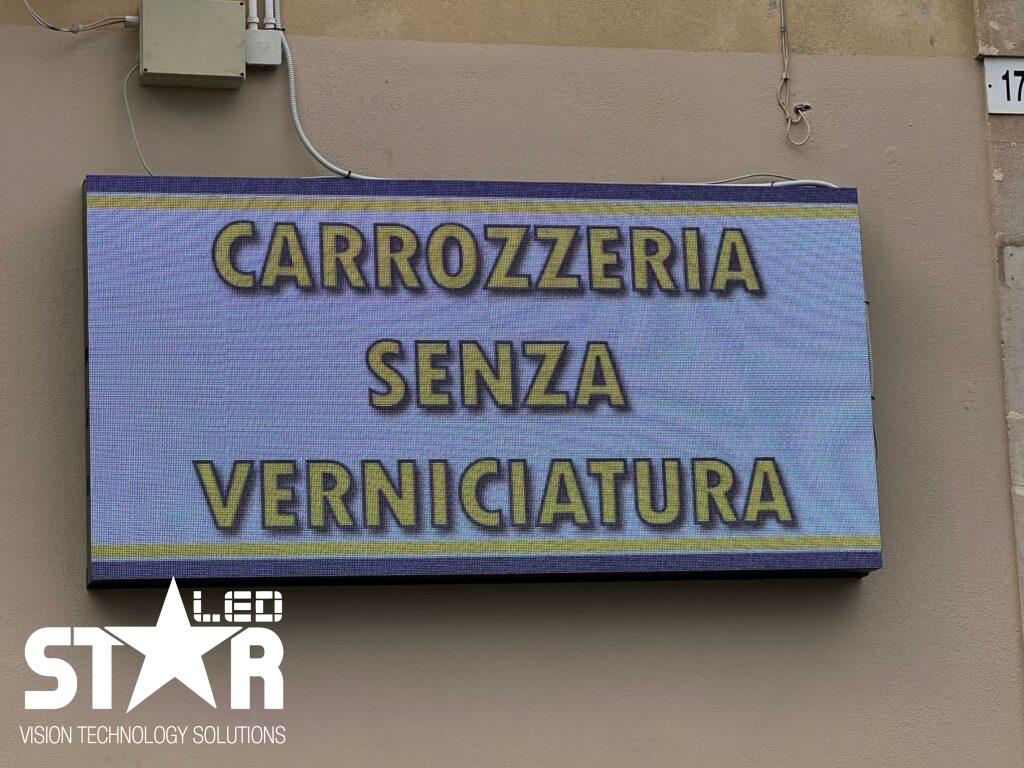 17
CARROZZERIA
SENZA
VERNICIATURA
LED
STAR
VISION TECHNOLOGY SOLUTIONS